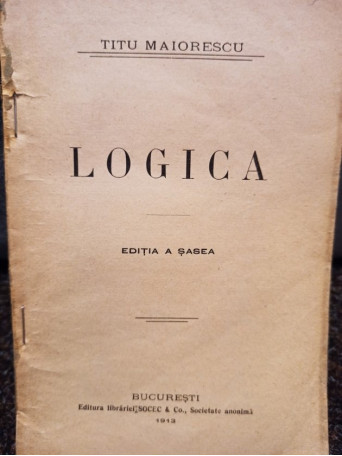 TITU MAIORESCU
LOGICA
EDIȚIA A ȘASEA
BUCUREȘTI
Editura librăriei SOCEC & Co., Societate anonimă
1913